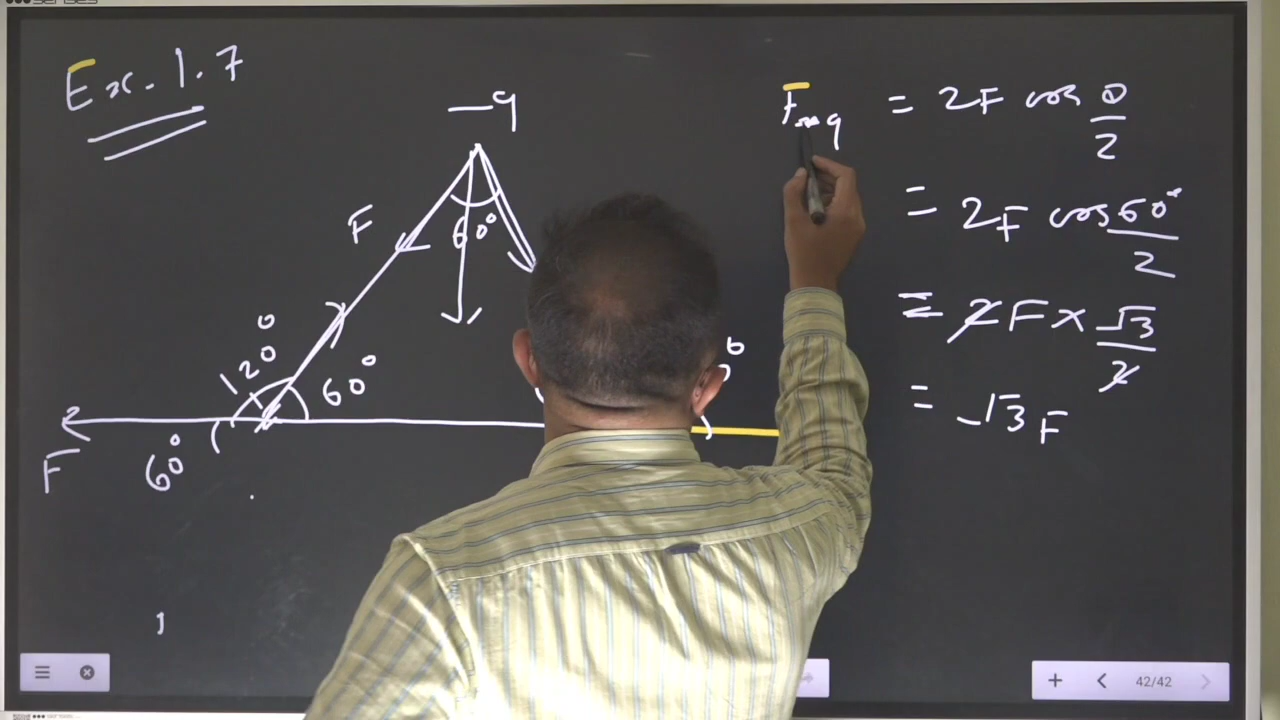 Ex. 1.7
-q
F
60°
120°
60°
F
60°
= 2F cos θ/2
= 2F cos 60°/2
= 2F × √3/2
= √3 F
42/42